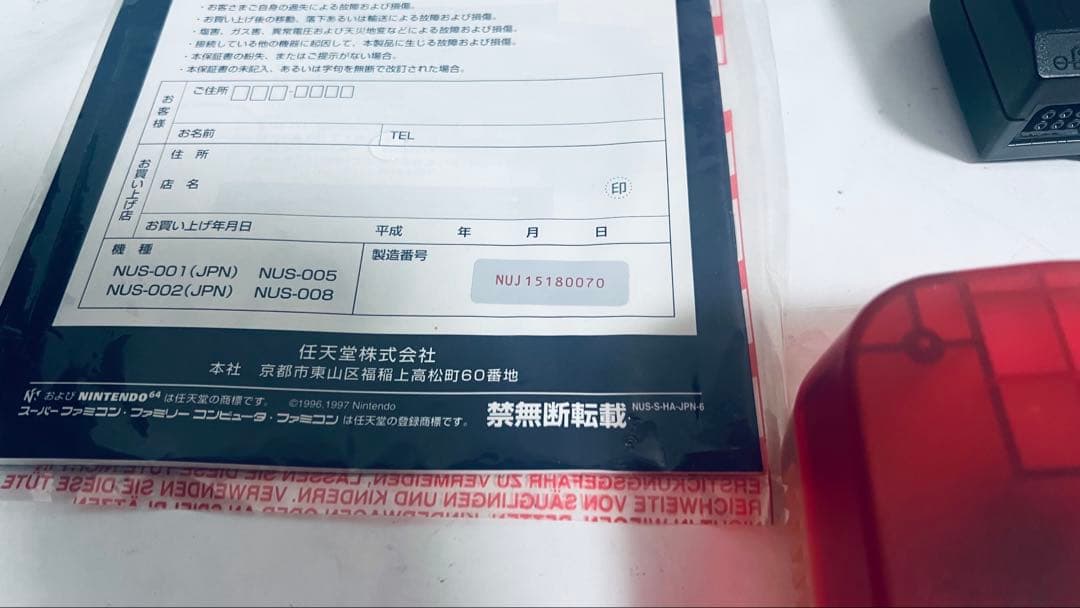 ・お客さまご自身の過失による故障および損傷。
・お買い上げ後の移動、落下あるいは輸送による故障および損傷。
・塩害、ガス害、異常電圧および天災地変などによる故障および損傷。
・接続している他の機器に起因して、本製品に生じる故障および損傷。
・本保証書の紛失、またはご提示がない場合。
・本保証書の未記入、あるいは字句を無断で改訂された場合。
お客様
ご住所 □□□-□□□□
お名前 TEL
お買い上げ店
住所
店名 印
お買い上げ年月日 平成 年 月 日
機種 製造番号
NUS-001(JPN) NUS-005
NUS-002(JPN) NUS-008
NUJ15180070
任天堂株式会社
本社 京都市東山区福稲上高松町60番地
および NINTENDO64 は任天堂の商標です。 ©1996,1997 Nintendo
スーパーファミコン・ファミリーコンピュータ・ファミコン は任天堂の登録商標です。
禁無断転載 NUS-S-HA-JPN-6
ERSTICKUNGSGEFAHR ZU VERMEIDEN,
REICHWEITE VON SÄUGLINGEN UND KINDERN. VERWENDEN SIE DIESE TÜTE